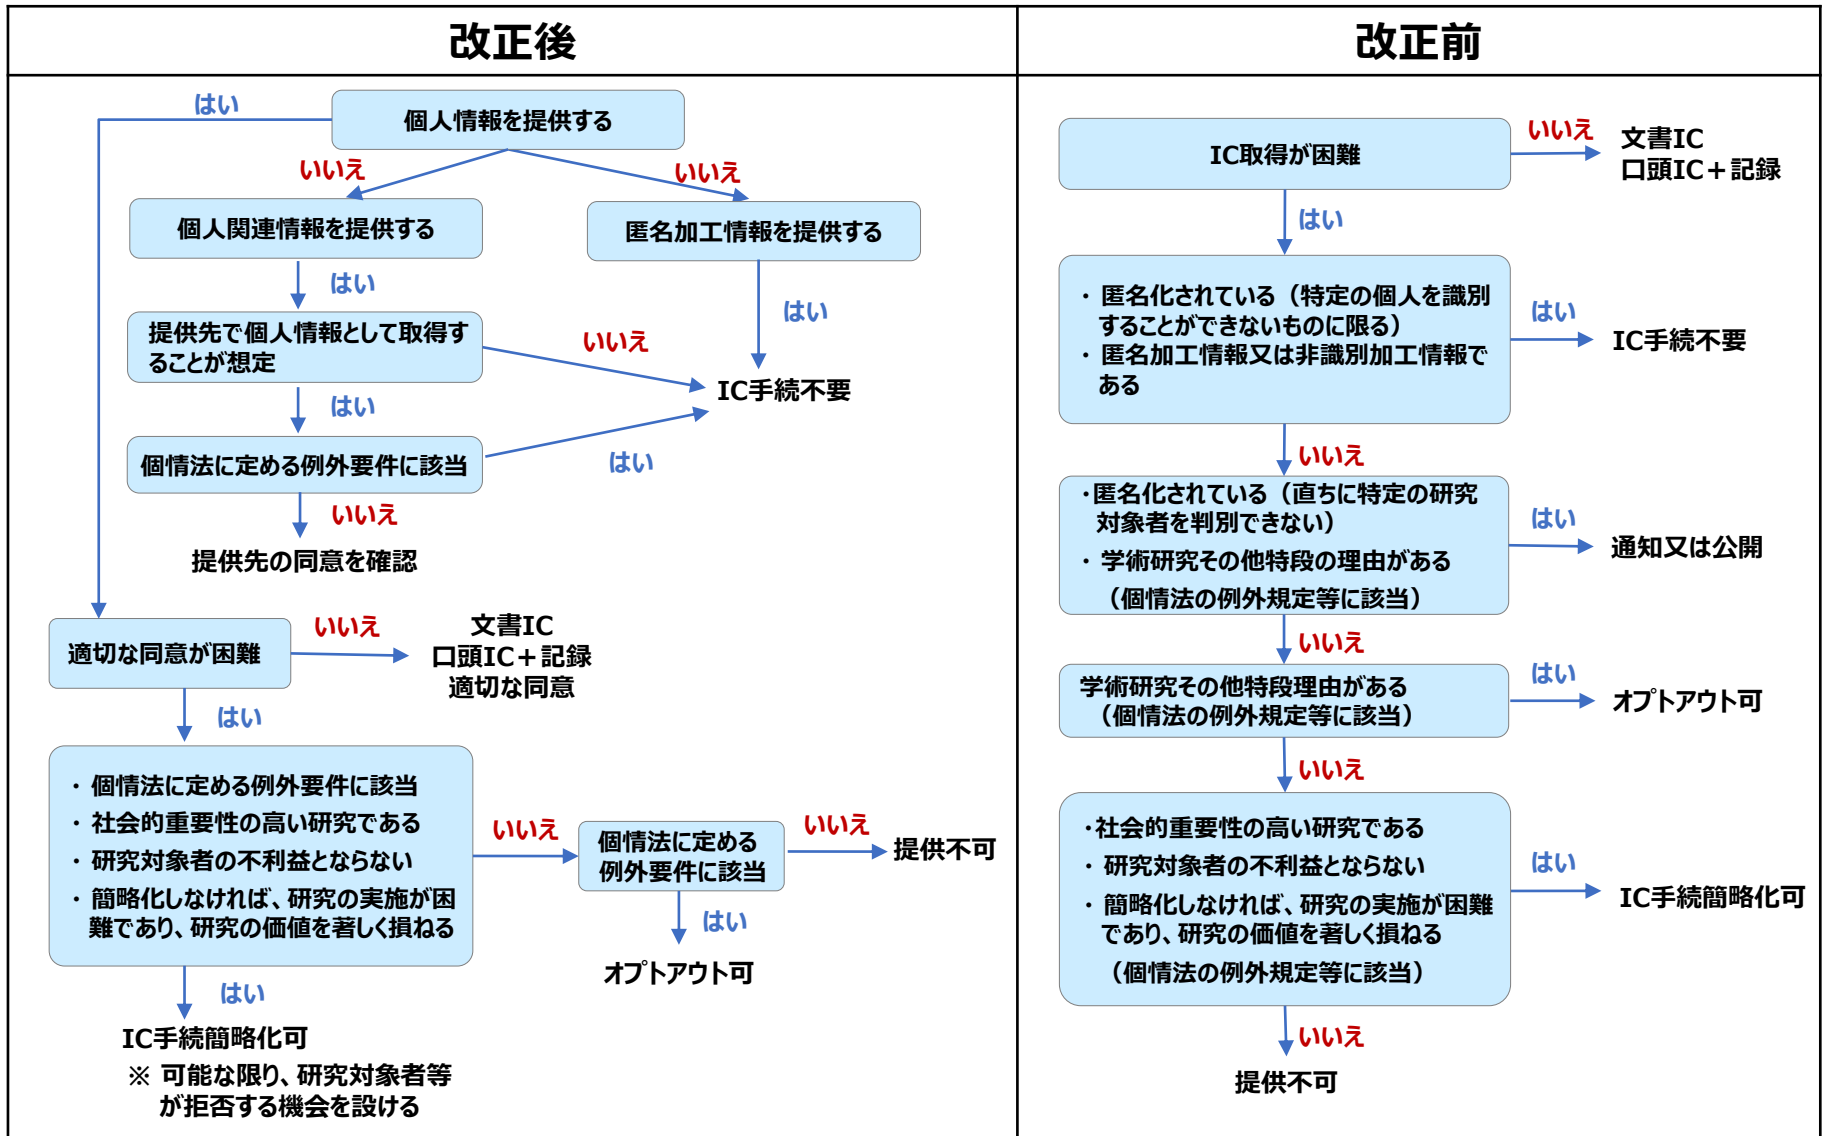 改正後
はい
個人情報を提供する
いいえ
いいえ
個人関連情報を提供する
匿名加工情報を提供する
はい
はい
提供先で個人情報として取得す
ることが想定
いいえ
IC手続不要
はい
個情法に定める例外要件に該当
はい
いいえ
提供先の同意を確認
適切な同意が困難
いいえ
文書IC
口頭IC＋記録
適切な同意
はい
・ 個情法に定める例外要件に該当
・ 社会的重要性の高い研究である
・ 研究対象者の不利益とならない
・ 簡略化しなければ、研究の実施が困
難であり、研究の価値を著しく損ねる
いいえ
個情法に定める
例外要件に該当
いいえ
提供不可
はい
オプトアウト可
はい
IC手続簡略化可
※ 可能な限り、研究対象者等
が拒否する機会を設ける
改正前
IC取得が困難
いいえ
文書IC
口頭IC＋記録
はい
・ 匿名化されている（特定の個人を識別
することができないものに限る）
・ 匿名加工情報又は非識別加工情報で
ある
はい
IC手続不要
いいえ
・匿名化されている（直ちに特定の研究
対象者を判別できない）
・ 学術研究その他特段の理由がある
（個情法の例外規定等に該当）
はい
通知又は公開
いいえ
学術研究その他特段理由がある
（個情法の例外規定等に該当）
はい
オプトアウト可
いいえ
・社会的重要性の高い研究である
・ 研究対象者の不利益とならない
・ 簡略化しなければ、研究の実施が困難
であり、研究の価値を著しく損ねる
（個情法の例外規定等に該当）
はい
IC手続簡略化可
いいえ
提供不可